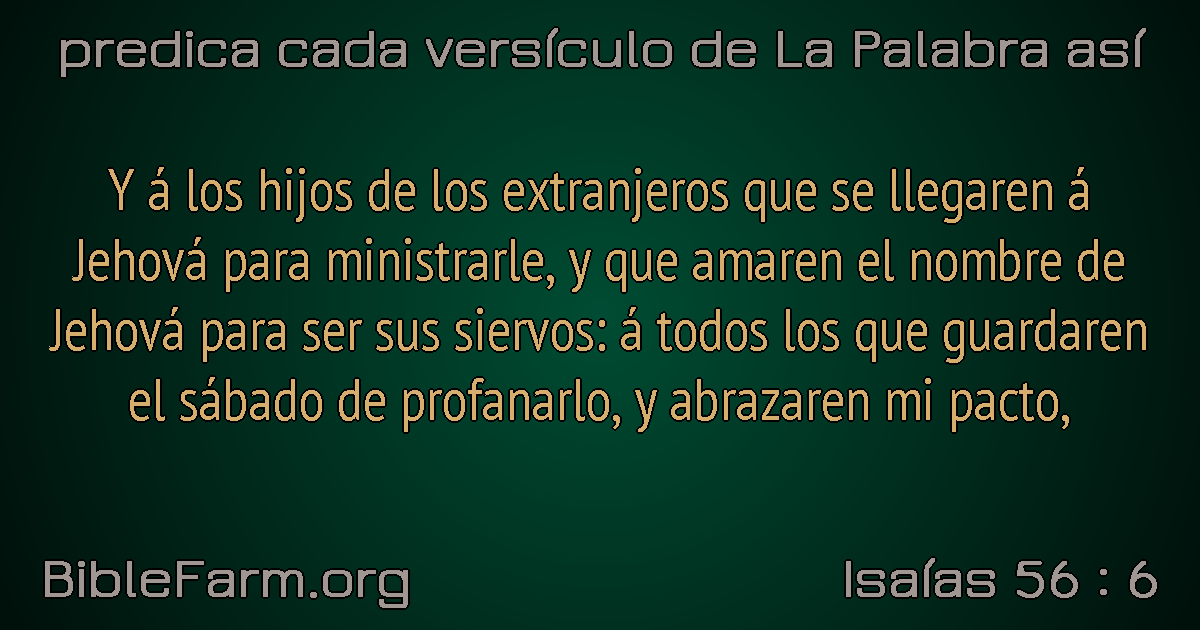 predica cada versículo de La Palabra así
Y á los hijos de los extranjeros que se llegaren á
Jehová para ministrarle, y que amaren el nombre de
Jehová para ser sus siervos: á todos los que guardaren
el sábado de profanarlo, y abrazaren mi pacto,
BibleFarm.org
Isaías 56 : 6